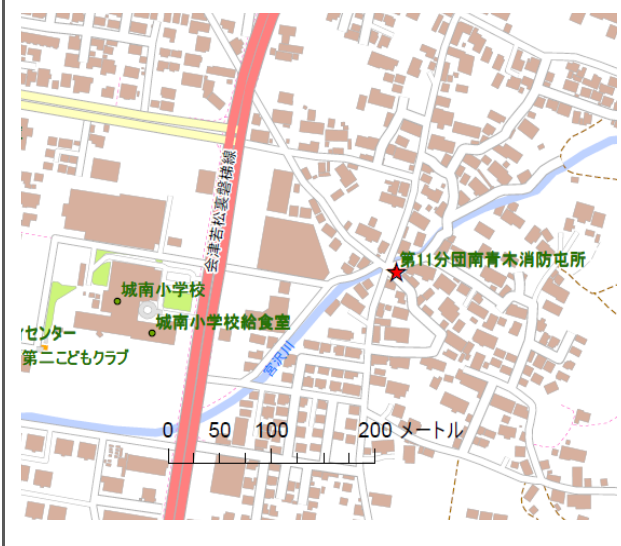 会津若松裏磐梯線
第11分団南青木消防屯所
城南小学校
城南小学校給食室
センター
第二こどもクラブ
宮沢川
0 50 100 200 メートル